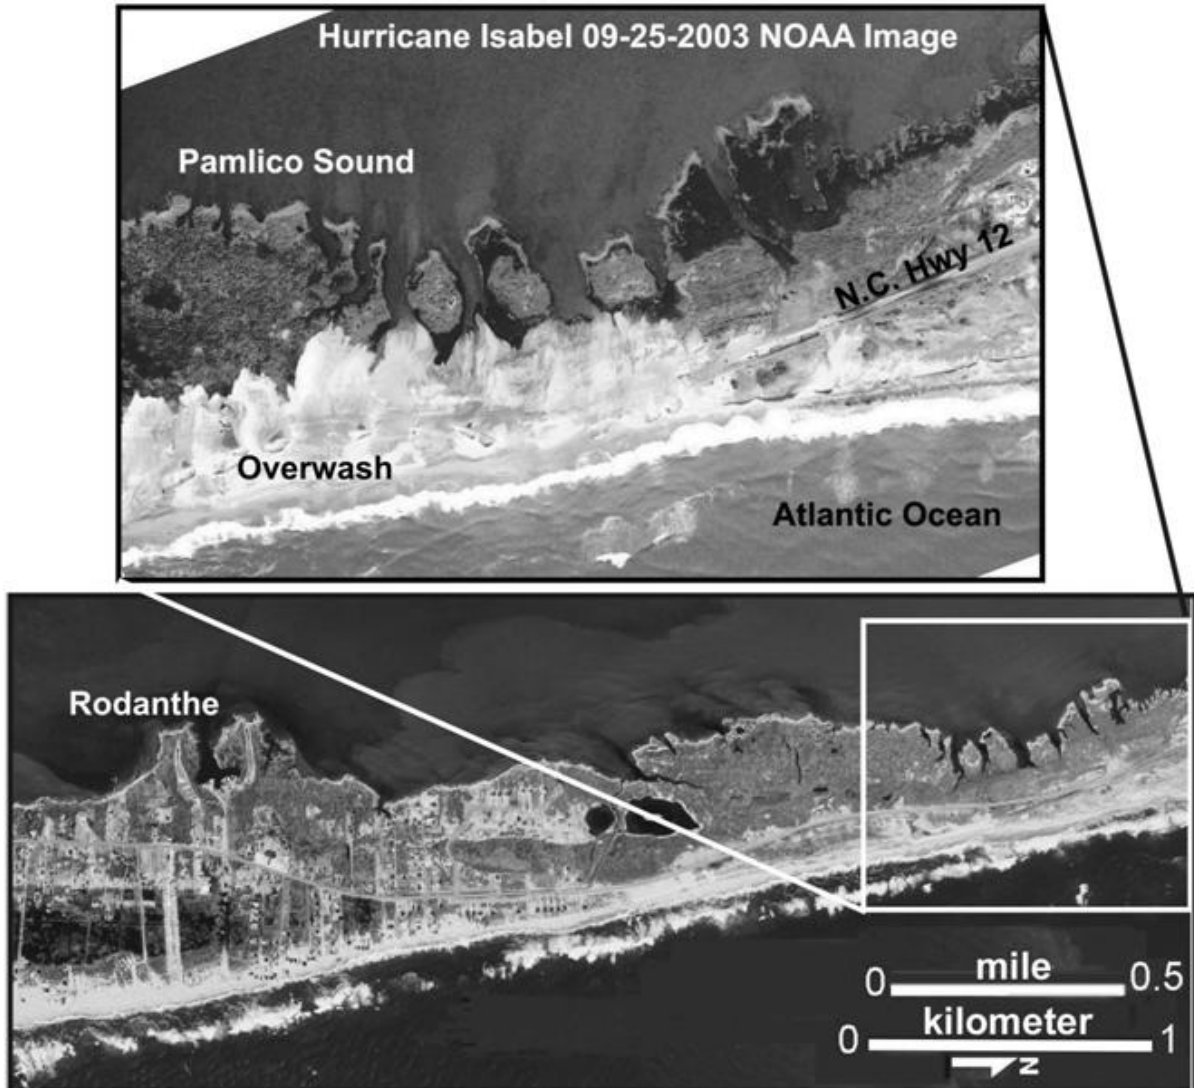 Hurricane Isabel 09-25-2003 NOAA Image
Pamlico Sound
N.C. Hwy 12
Overwash
Atlantic Ocean
Rodanthe
mile
0 0.5
kilometer
0 1
N